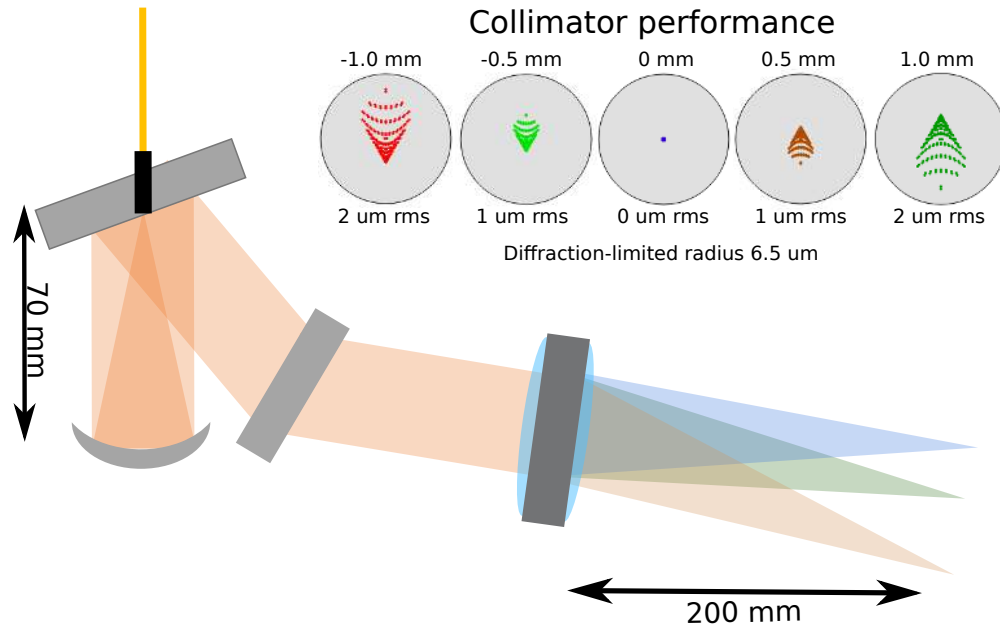 Collimator performance
-1.0 mm -0.5 mm 0 mm 0.5 mm 1.0 mm
2 um rms 1 um rms 0 um rms 1 um rms 2 um rms
Diffraction-limited radius 6.5 um
70 mm
200 mm